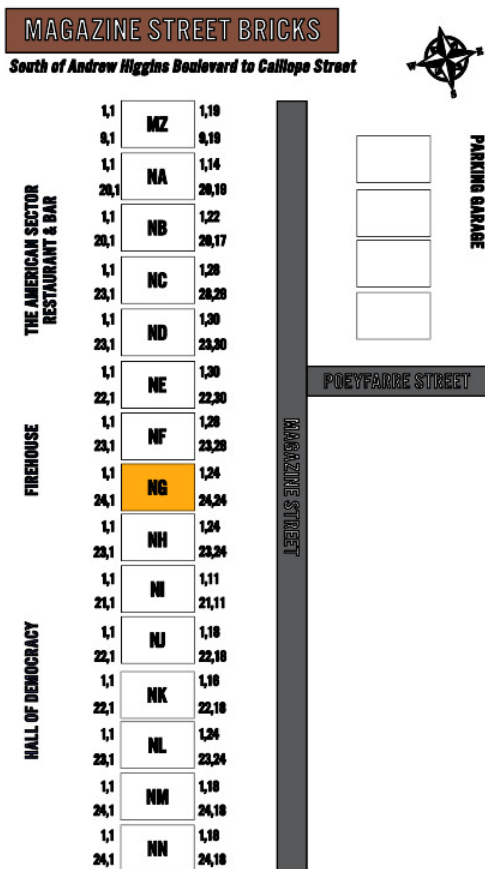 MAGAZINE STREET BRICKS
South of Andrew Higgins Boulevard to Calliope Street
N
E
S
W
PARKING GARAGE
THE AMERICAN SECTOR
RESTAURANT & BAR
FIREHOUSE
HALL OF DEMOCRACY
1,1 MZ 1,19
9,1 9,19
1,1 NA 1,14
20,1 20,18
1,1 NB 1,22
20,1 20,17
1,1 NC 1,28
23,1 28,28
1,1 ND 1,30
23,1 23,30
1,1 NE 1,30
22,1 22,30
1,1 NF 1,28
23,1 23,28
1,1 NG 1,24
24,1 24,24
1,1 NH 1,24
23,1 23,24
1,1 NI 1,11
21,1 21,11
1,1 NJ 1,18
22,1 22,18
1,1 NK 1,18
22,1 22,18
1,1 NL 1,24
23,1 23,24
1,1 NM 1,18
24,1 24,18
1,1 NN 1,18
24,1 24,18
MAGAZINE STREET
POEYFARRE STREET